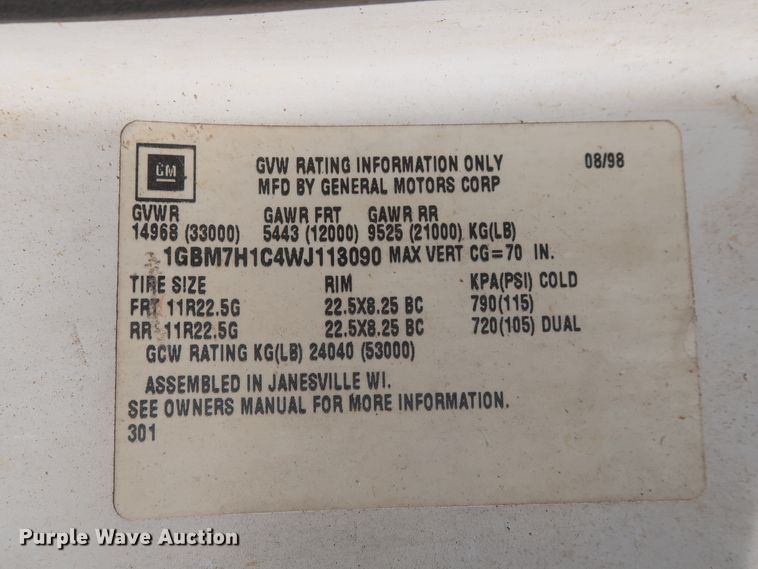 GM
GVW RATING INFORMATION ONLY 08/98
MFD BY GENERAL MOTORS CORP
GVWR GAWR FRT GAWR RR
14968 (33000) 5443 (12000) 9525 (21000) KG(LB)
1GBM7H1C4WJ113090 MAX VERT CG=70 IN.
TIRE SIZE RIM KPA(PSI) COLD
FRT 11R22.5G 22.5X8.25 BC 790(115)
RR 11R22.5G 22.5X8.25 BC 720(105) DUAL
GCW RATING KG(LB) 24040 (53000)
ASSEMBLED IN JANESVILLE WI.
SEE OWNERS MANUAL FOR MORE INFORMATION.
301
Purple Wave Auction